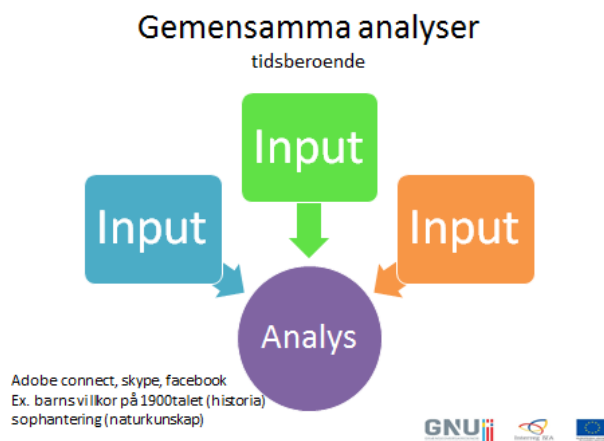 Gemensamma analyser
tidsberoende
Input
Input
Input
Analys
Adobe connect, skype, facebook
Ex. barns villkor på 1900talet (historia)
sophantering (naturkunskap)
GNU
Interreg IVA